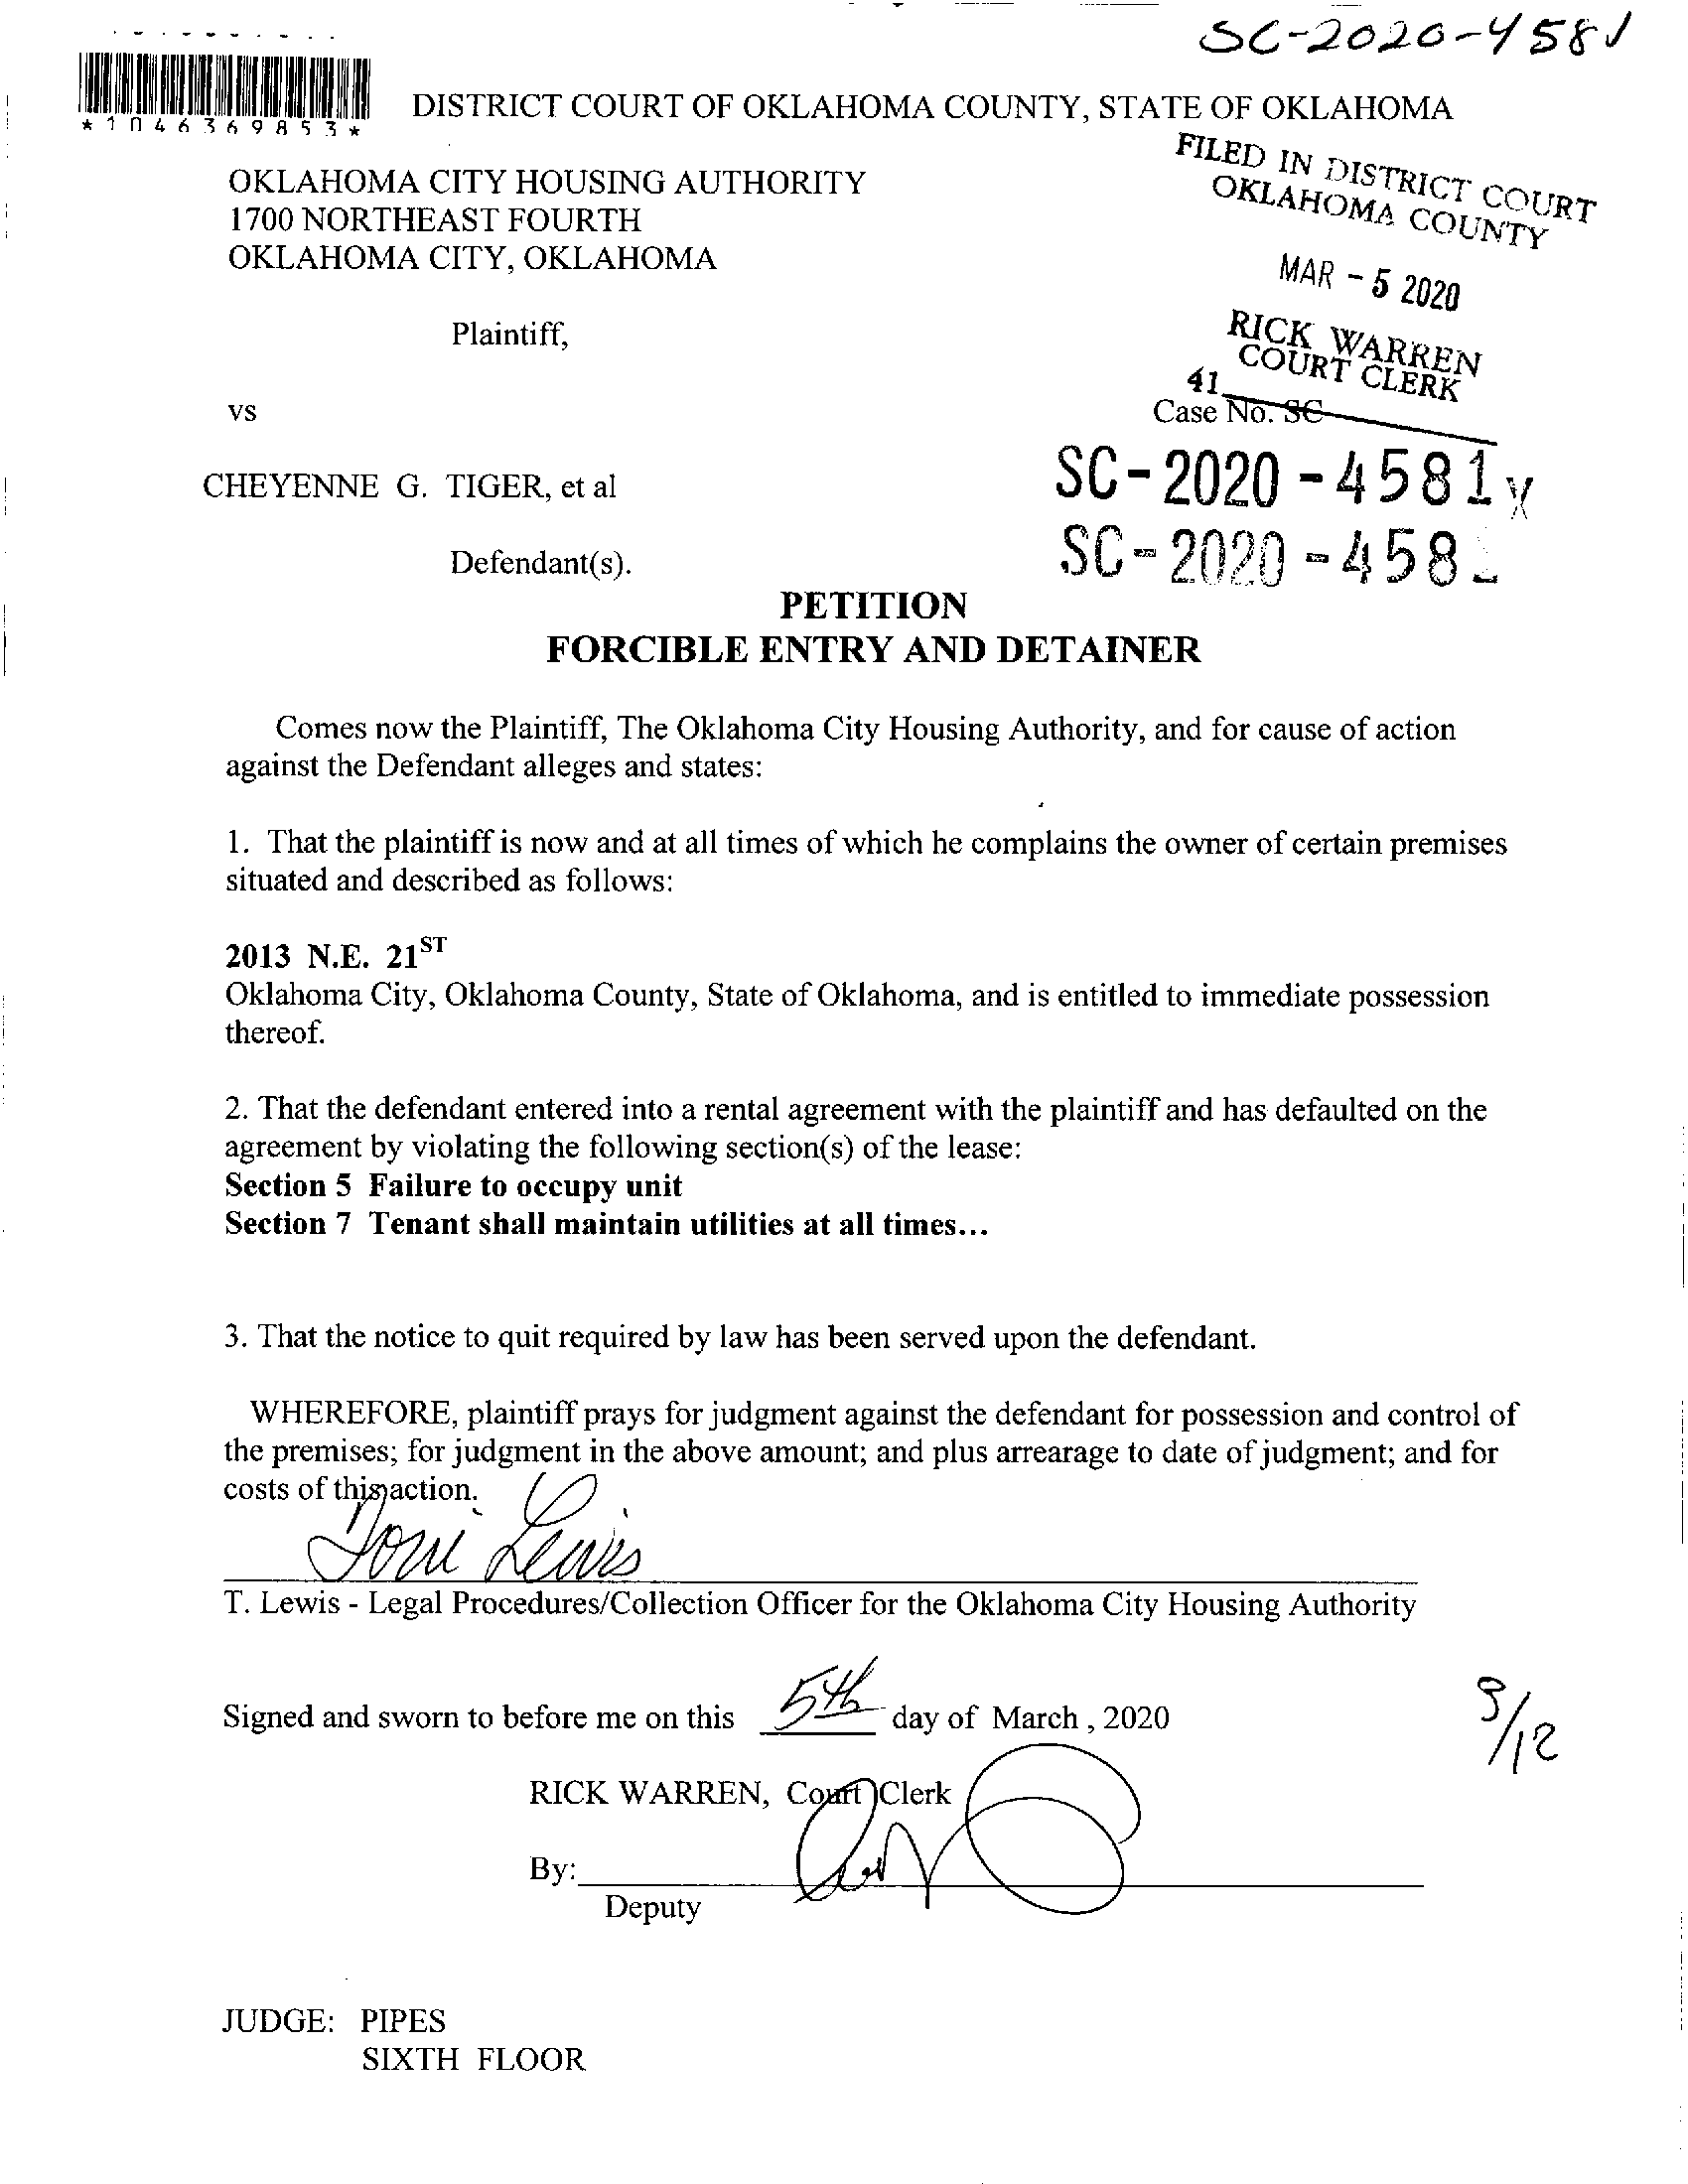 SC-2020-4581
*1046369853*
DISTRICT COURT OF OKLAHOMA COUNTY, STATE OF OKLAHOMA
FILED IN DISTRICT COURT
OKLAHOMA COUNTY
OKLAHOMA CITY HOUSING AUTHORITY
1700 NORTHEAST FOURTH
OKLAHOMA CITY, OKLAHOMA
MAR - 5 2020
Plaintiff,
RICK WARREN
COURT CLERK
41
vs
Case No. SC
CHEYENNE G. TIGER, et al
SC-2020-4581
Defendant(s).
SC-2020-458
PETITION
FORCIBLE ENTRY AND DETAINER
Comes now the Plaintiff, The Oklahoma City Housing Authority, and for cause of action
against the Defendant alleges and states:
1. That the plaintiff is now and at all times of which he complains the owner of certain premises
situated and described as follows:
2013 N.E. 21ST
Oklahoma City, Oklahoma County, State of Oklahoma, and is entitled to immediate possession
thereof.
2. That the defendant entered into a rental agreement with the plaintiff and has defaulted on the
agreement by violating the following section(s) of the lease:
Section 5 Failure to occupy unit
Section 7 Tenant shall maintain utilities at all times...
3. That the notice to quit required by law has been served upon the defendant.
WHEREFORE, plaintiff prays for judgment against the defendant for possession and control of
the premises; for judgment in the above amount; and plus arrearage to date of judgment; and for
costs of this action.
Toni Lewis
T. Lewis - Legal Procedures/Collection Officer for the Oklahoma City Housing Authority
Signed and sworn to before me on this 5th day of March , 2020
3/12
RICK WARREN, Court Clerk
By:
Deputy
JUDGE: PIPES
SIXTH FLOOR